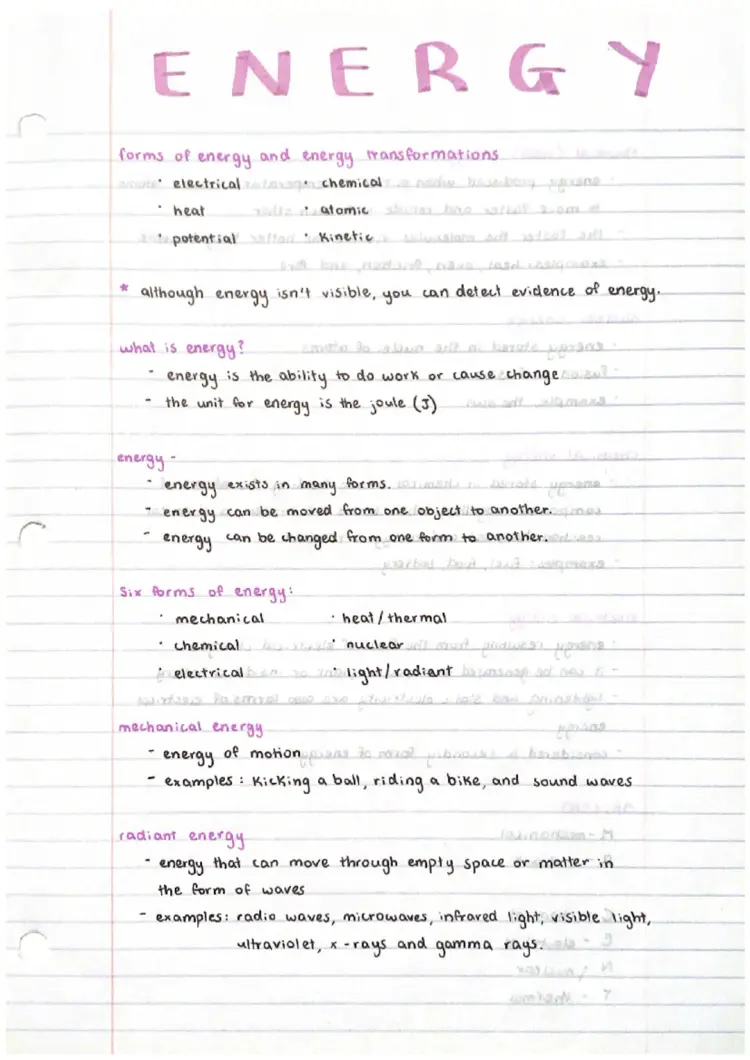 ENERGY
forms of energy and energy transformations
· electrical · chemical
· heat · atomic
· potential · kinetic
* although energy isn't visible, you can detect evidence of energy.
what is energy?
- energy is the ability to do work or cause change
- the unit for energy is the joule (J)
energy -
- energy exists in many forms.
- energy can be moved from one object to another.
- energy can be changed from one form to another.
Six forms of energy:
· mechanical · heat/thermal
· chemical · nuclear
· electrical · light/radiant
mechanical energy
- energy of motion
- examples: kicking a ball, riding a bike, and sound waves
radiant energy
- energy that can move through empty space or matter in
the form of waves
- examples: radio waves, microwaves, infrared light, visible light,
ultraviolet, x-rays and gamma rays.